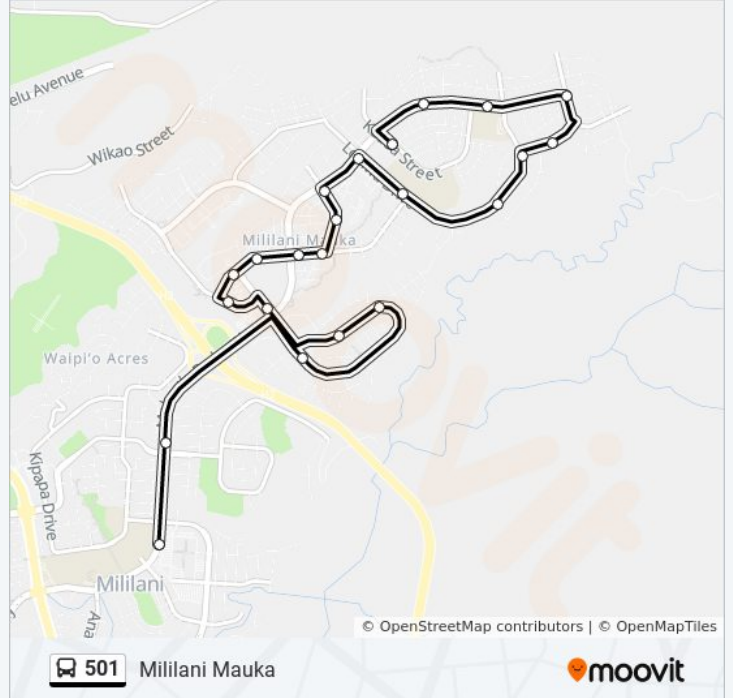 elu Avenue
Wikao Street
Street
Mililani Mauka
Waipi'o Acres
Kipapa Drive
Mililani
Ana
© OpenStreetMap contributors | © OpenMapTiles
501 Mililani Mauka
moovit